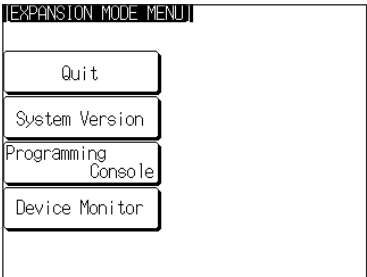 [EXPANSION MODE MENU]
Quit
System Version
Programming
Console
Device Monitor